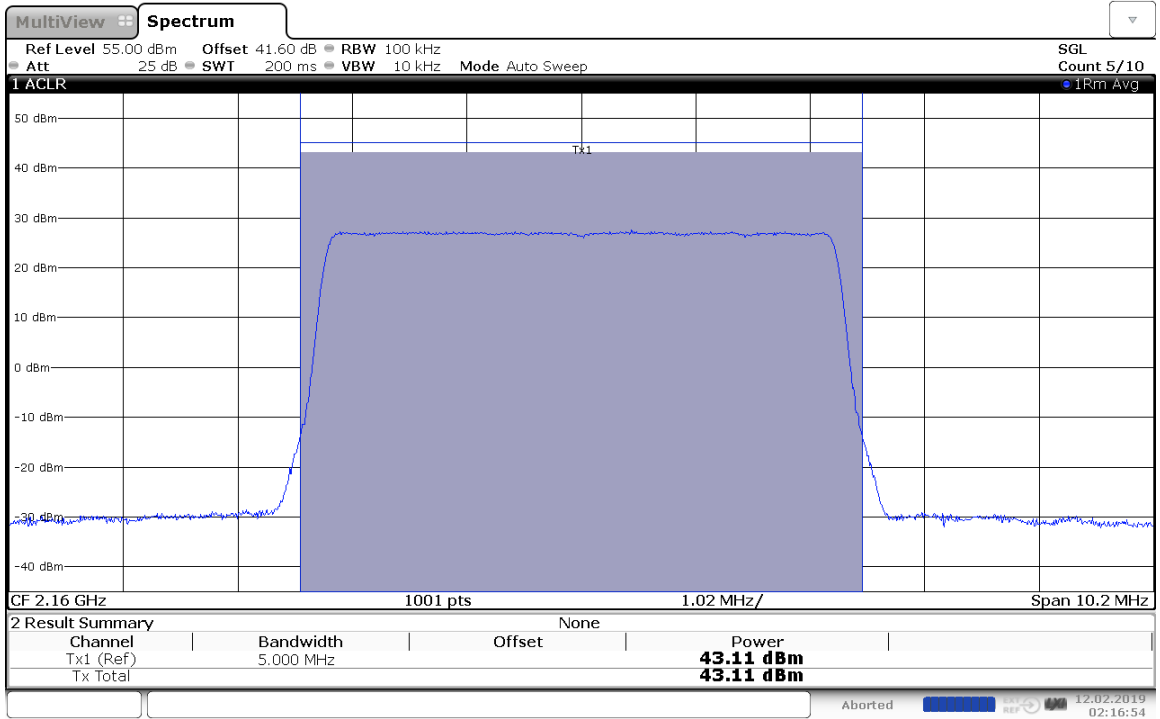 MultiView Spectrum
Ref Level 55.00 dBm Offset 41.60 dB RBW 100 kHz SGL
Att 25 dB SWT 200 ms VBW 10 kHz Mode Auto Sweep Count 5/10
1 ACLR 1Rm Avg
50 dBm
Tx1
40 dBm
30 dBm
20 dBm
10 dBm
0 dBm
-10 dBm
-20 dBm
-30 dBm
-40 dBm
CF 2.16 GHz 1001 pts 1.02 MHz/ Span 10.2 MHz
2 Result Summary None
Channel Bandwidth Offset Power
Tx1 (Ref) 5.000 MHz 43.11 dBm
Tx Total 43.11 dBm
Aborted EXT REF 12.02.2019
02:16:54